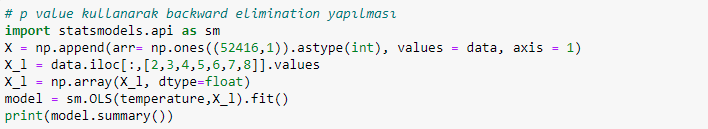 # p value kullanarak backward elimination yapılması
import statsmodels.api as sm
X = np.append(arr= np.ones((52416,1)).astype(int), values = data, axis = 1)
X_l = data.iloc[:,[2,3,4,5,6,7,8]].values
X_l = np.array(X_l, dtype=float)
model = sm.OLS(temperature,X_l).fit()
print(model.summary())